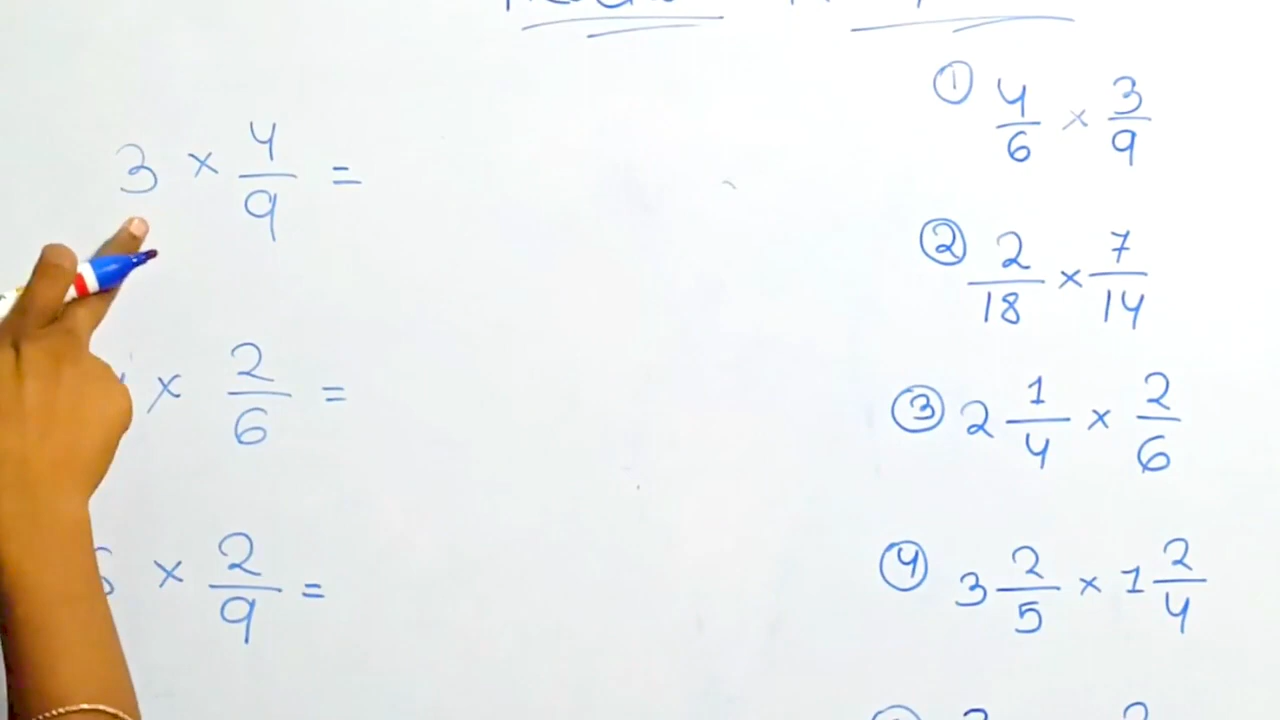 3 × 4/9 =
× 2/6 =
× 2/9 =
① 4/6 × 3/9
② 2/18 × 7/14
③ 2 1/4 × 2/6
④ 3 2/5 × 1 2/4